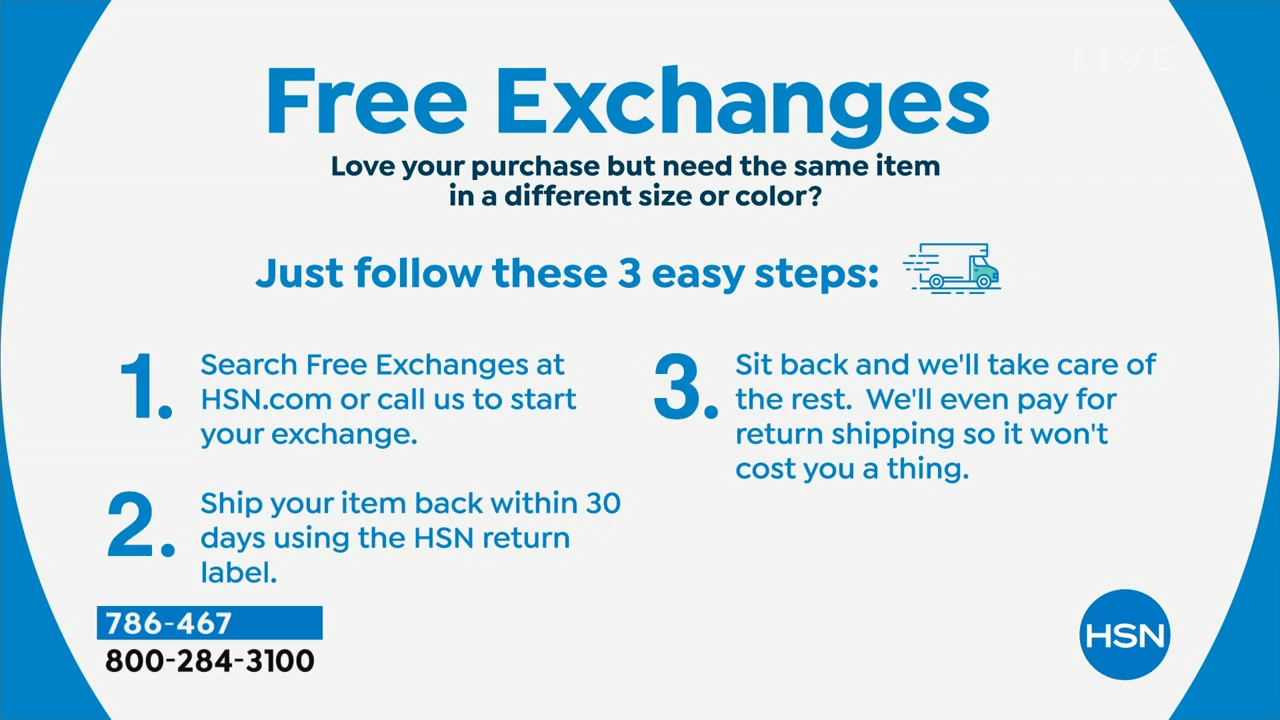 LIVE
Free Exchanges
Love your purchase but need the same item
in a different size or color?
Just follow these 3 easy steps:
1. Search Free Exchanges at
HSN.com or call us to start
your exchange.
2. Ship your item back within 30
days using the HSN return
label.
3. Sit back and we'll take care of
the rest. We'll even pay for
return shipping so it won't
cost you a thing.
786-467
800-284-3100
HSN